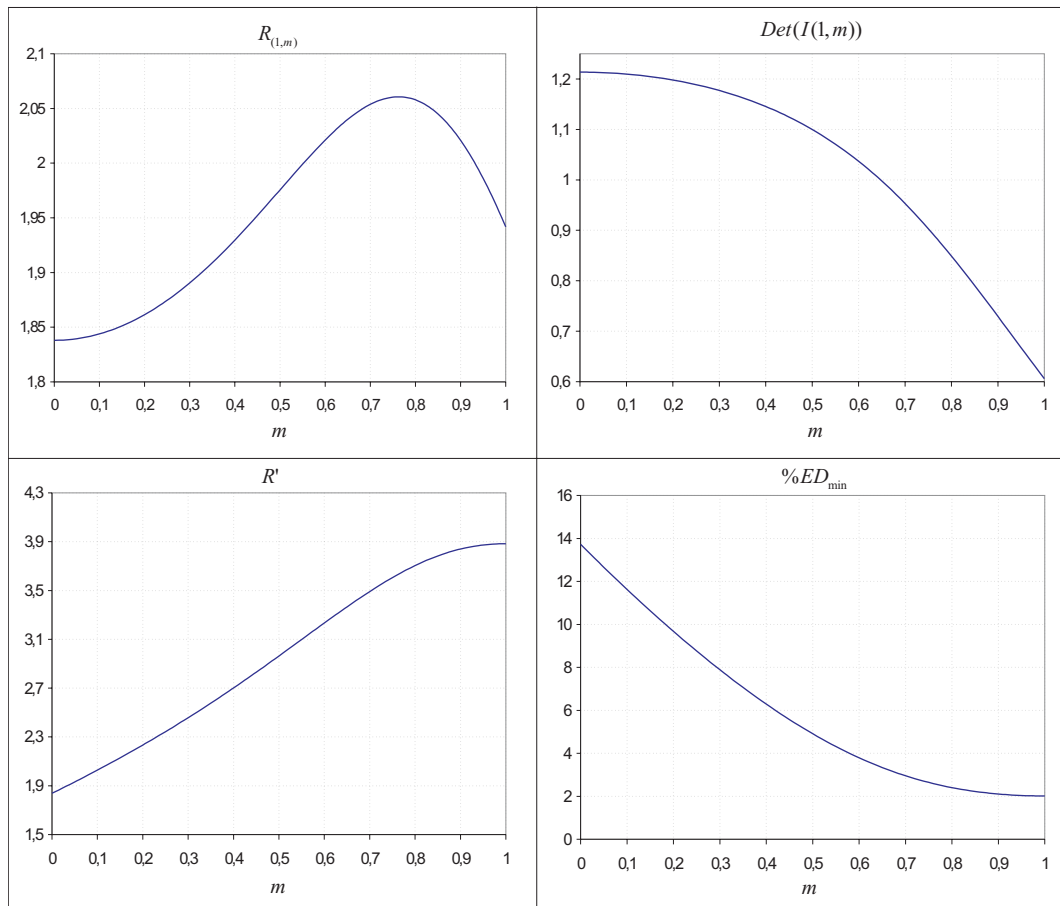 R(1,m)
2,1
2,05
2
1,95
1,9
1,85
1,8
0 0,1 0,2 0,3 0,4 0,5 0,6 0,7 0,8 0,9 1
m
Det(I(1,m))
1,2
1,1
1
0,9
0,8
0,7
0,6
0 0,1 0,2 0,3 0,4 0,5 0,6 0,7 0,8 0,9 1
m
R'
4,3
3,9
3,5
3,1
2,7
2,3
1,9
1,5
0 0,1 0,2 0,3 0,4 0,5 0,6 0,7 0,8 0,9 1
m
%EDmin
16
14
12
10
8
6
4
2
0
0 0,1 0,2 0,3 0,4 0,5 0,6 0,7 0,8 0,9 1
m